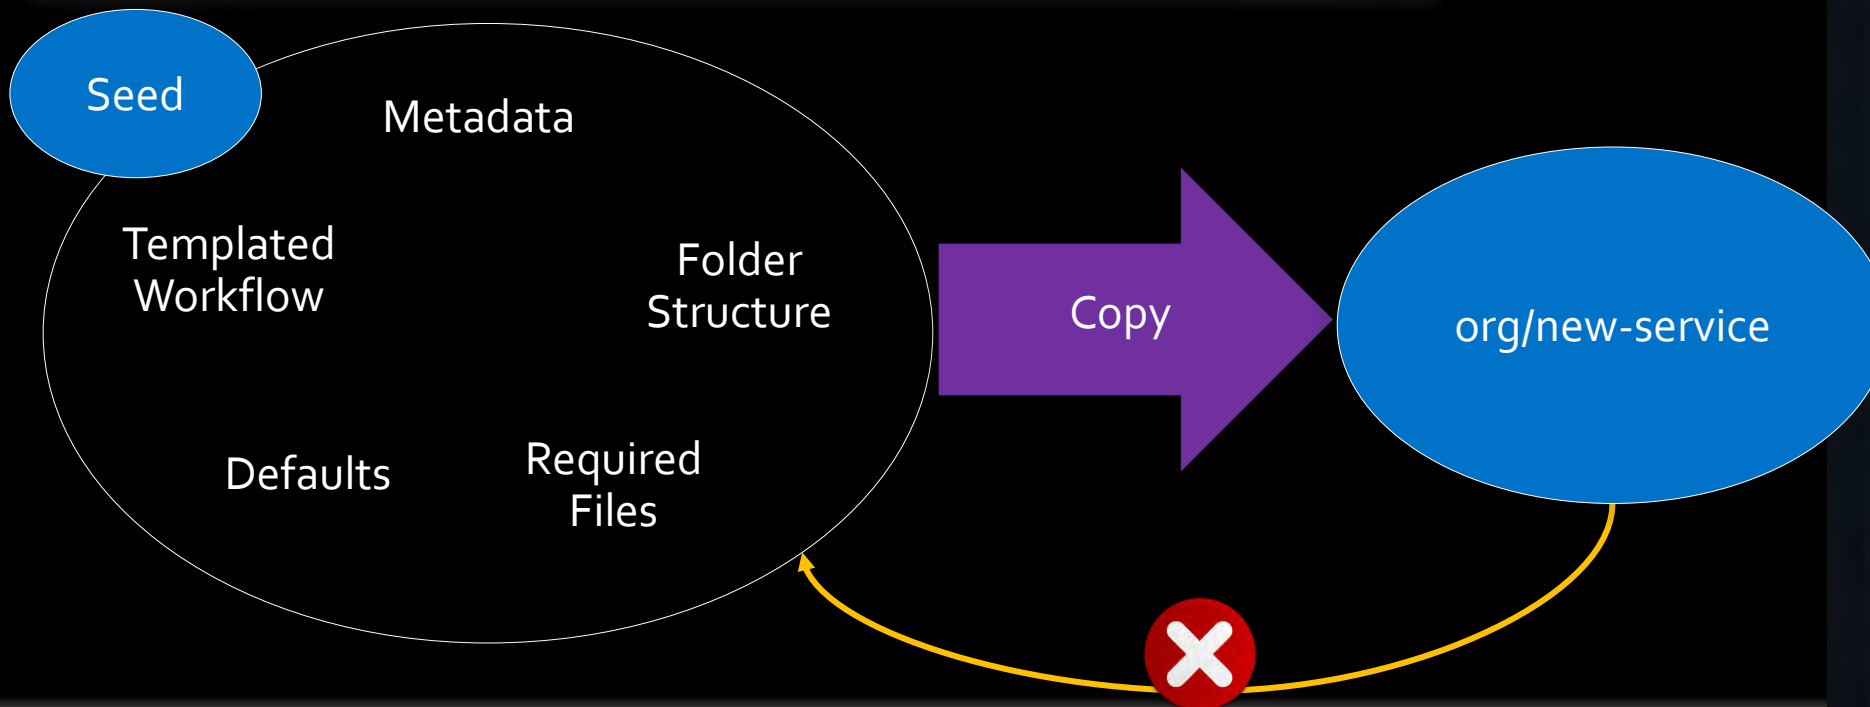 Seed
Metadata
Templated
Workflow
Folder
Structure
Copy
org/new-service
Defaults
Required
Files